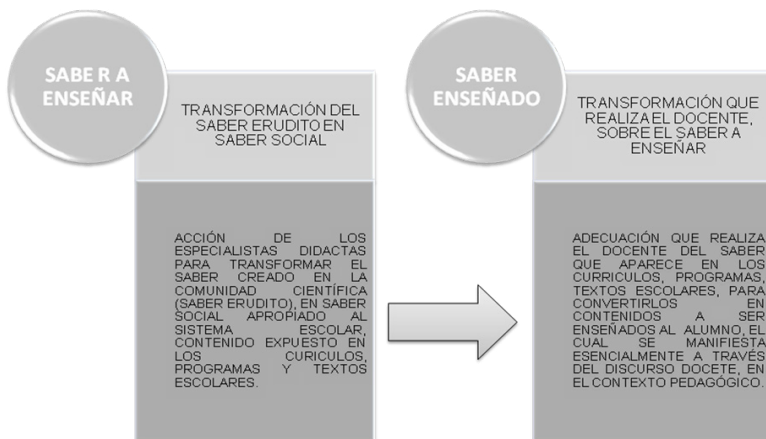 SABE R A
ENSEÑAR
TRANSFORMACIÓN DEL
SABER ERUDITO EN
SABER SOCIAL
ACCIÓN DE LOS
ESPECIALISTAS DIDACTAS
PARA TRANSFORMAR EL
SABER CREADO EN LA
COMUNIDAD CIENTÍFICA
(SABER ERUDITO), EN SABER
SOCIAL APROPIADO AL
SISTEMA ESCOLAR,
CONTENIDO EXPUESTO EN
LOS CURICULOS,
PROGRAMAS Y TEXTOS
ESCOLARES.
SABER
ENSEÑADO
TRANSFORMACIÓN QUE
REALIZA EL DOCENTE,
SOBRE EL SABER A
ENSEÑAR
ADECUACIÓN QUE REALIZA
EL DOCENTE DEL SABER
QUE APARECE EN LOS
CURRICULOS, PROGRAMAS,
TEXTOS ESCOLARES, PARA
CONVERTIRLOS EN
CONTENIDOS A SER
ENSEÑADOS AL ALUMNO, EL
CUAL SE MANIFIESTA
ESENCIALMENTE A TRAVÉS
DEL DISCURSO DOCETE, EN
EL CONTEXTO PEDAGÓGICO.